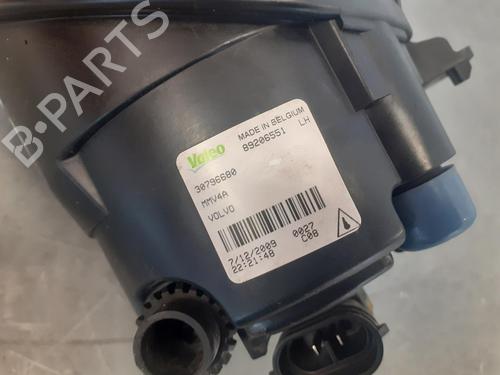 B-PARTS
Valeo
MADE IN BELGIUM
89206551 LH
30796680
MMV4A
VOLVO
7/12/2009 0027
22:21:48 C08